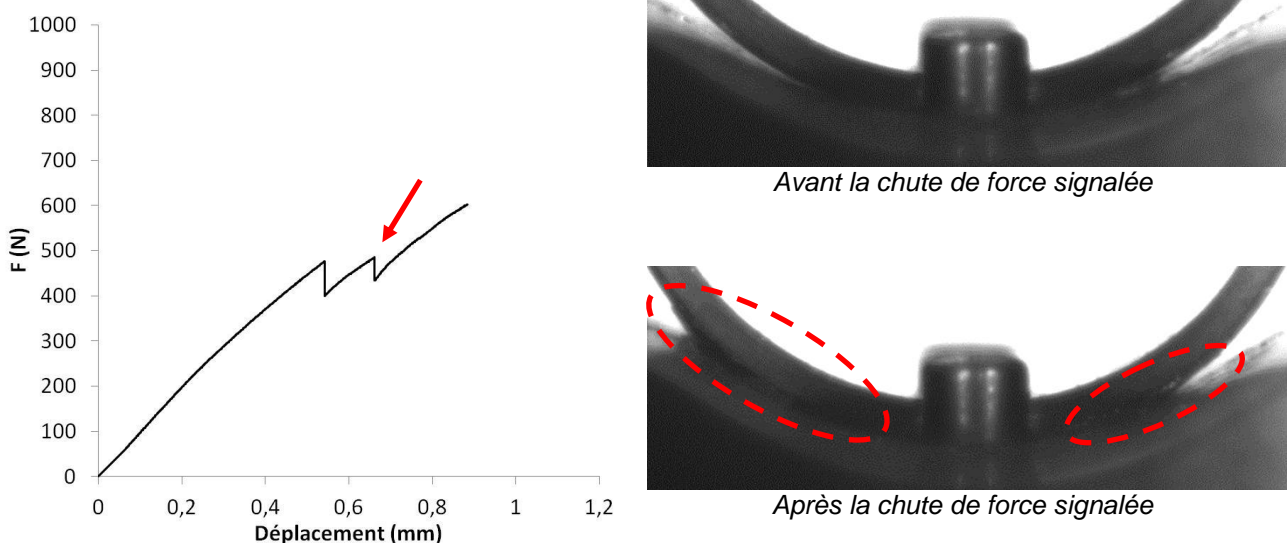 1000
900
800
700
600
500
400
300
200
100
0
F (N)
0 0,2 0,4 0,6 0,8 1 1,2
Déplacement (mm)
Avant la chute de force signalée
Après la chute de force signalée